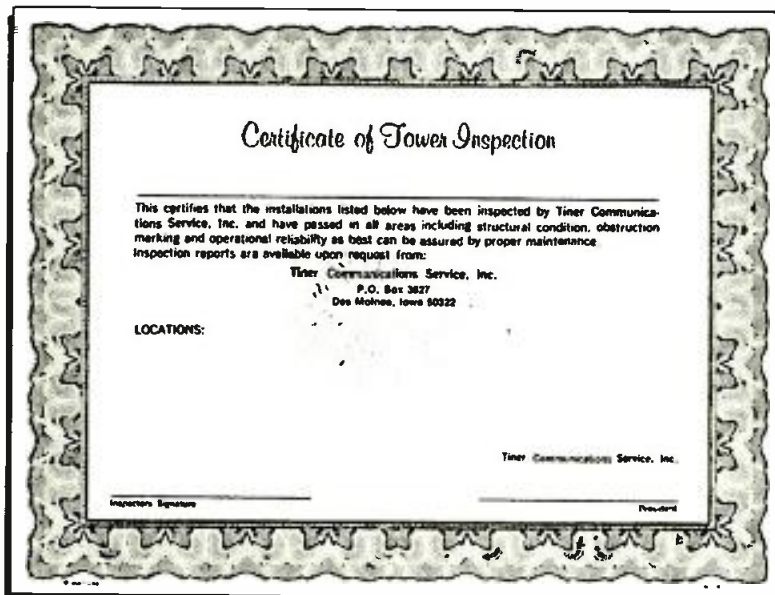 Certificate of Tower Inspection
This certifies that the installations listed below have been inspected by Tiner Communica-
tions Service, Inc. and have passed in all areas including structural condition, obstruction
marking and operational reliability as best can be assured by proper maintenance.
Inspection reports are available upon request from:
Tiner Communications Service, Inc.
P.O. Box 3827
Des Moines, Iowa 50322
LOCATIONS:
Tiner Communications Service, Inc.
Inspectors Signature
President